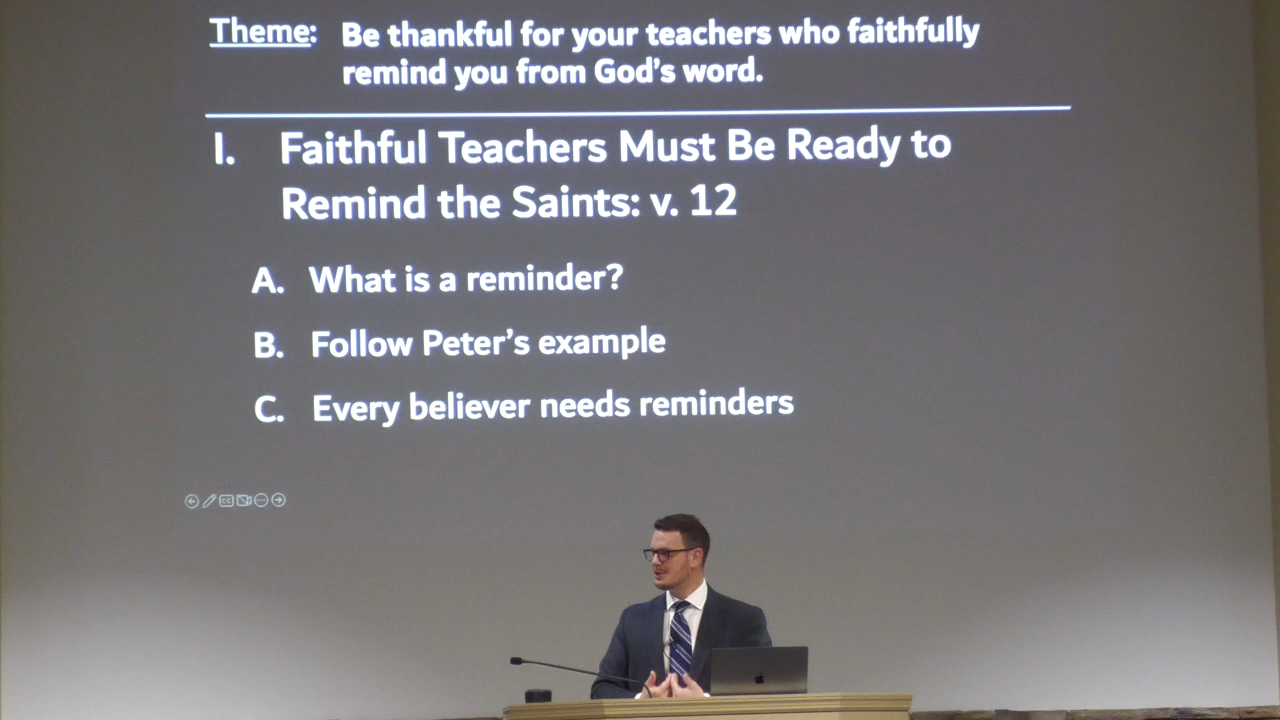 Theme: Be thankful for your teachers who faithfully
remind you from God's word.
I. Faithful Teachers Must Be Ready to
Remind the Saints: v. 12
A. What is a reminder?
B. Follow Peter's example
C. Every believer needs reminders